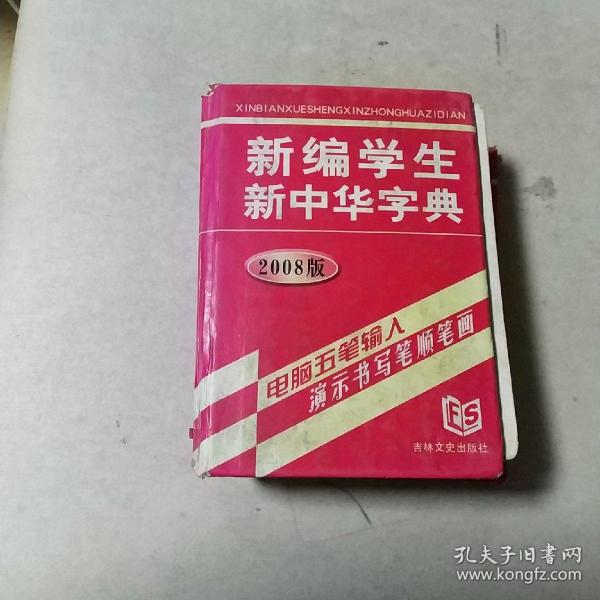 XINBIANXUESHENGXINZHONGHUAZIDIAN
新编学生
新中华字典
2008版
电脑五笔输入
演示书写笔顺笔画
FS
吉林文史出版社
孔夫子旧书网
www.kongfz.com